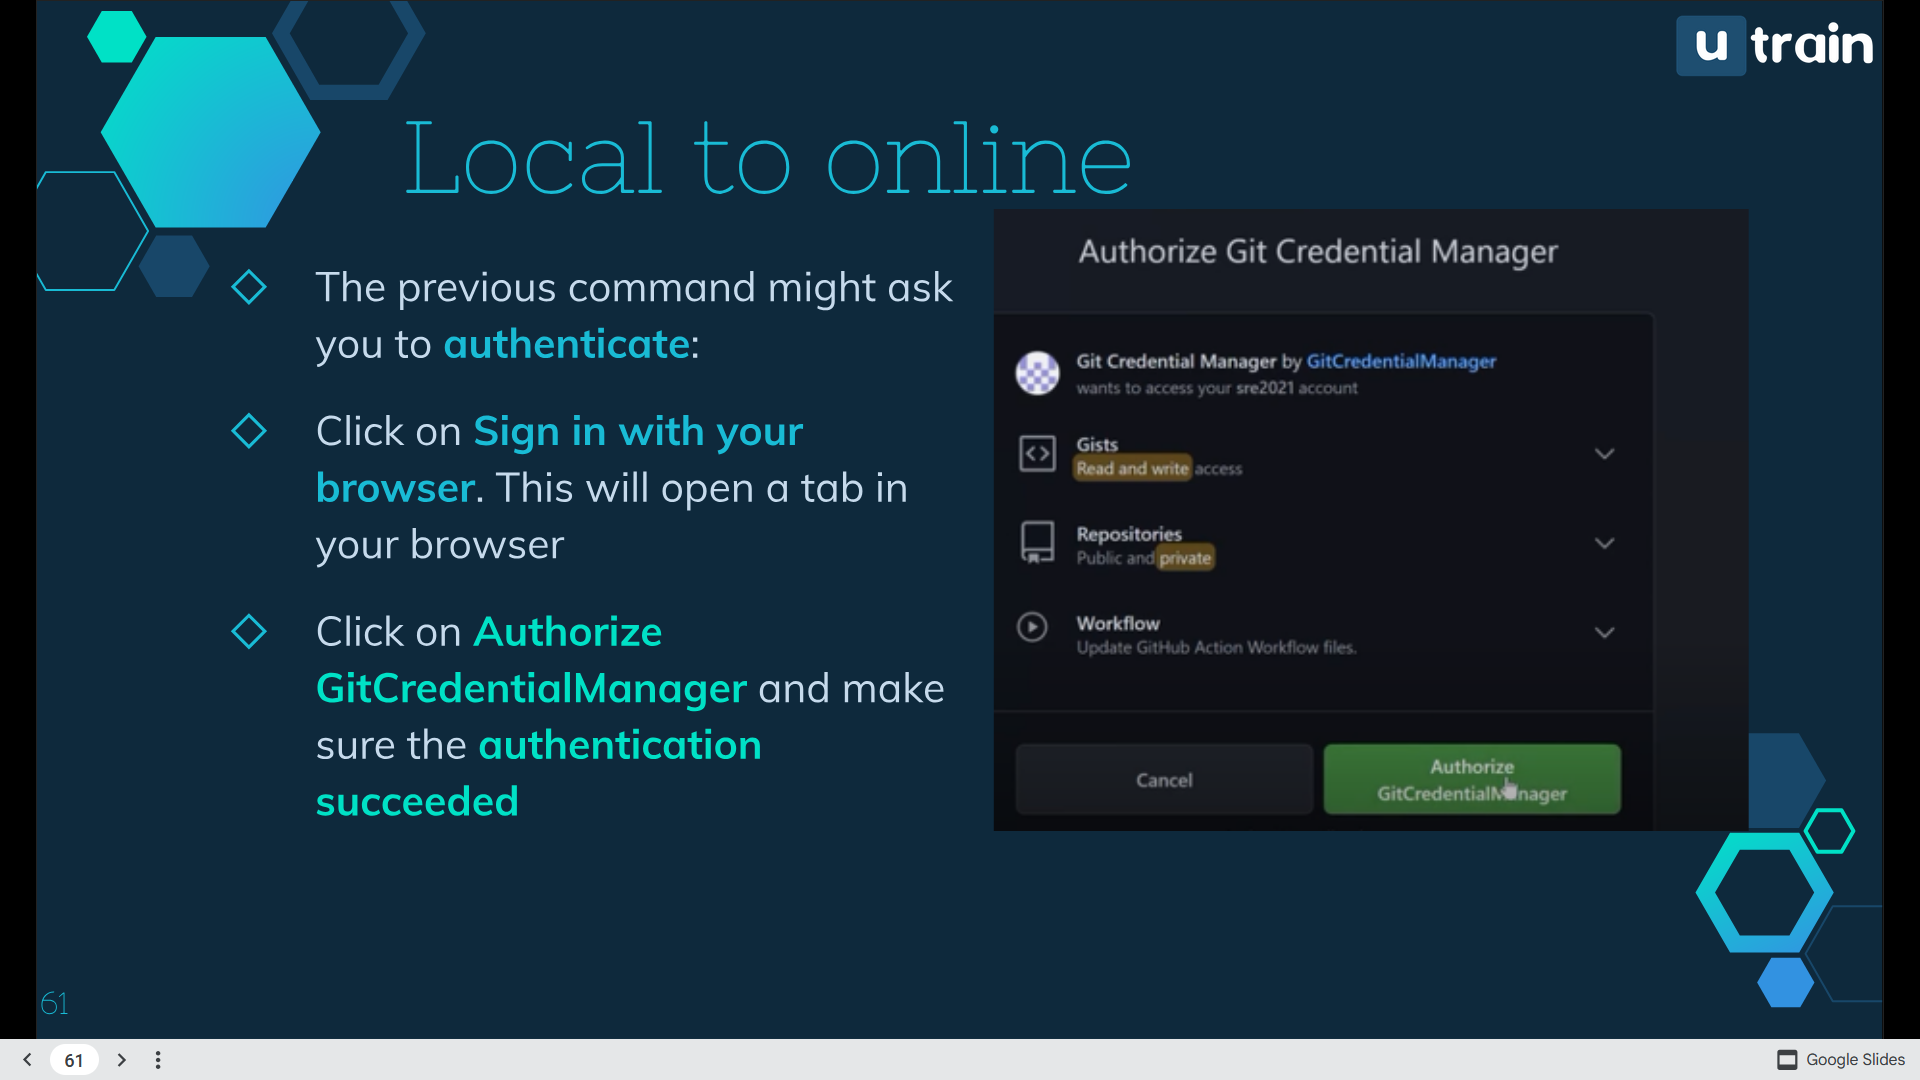 u train
Local to online
The previous command might ask
you to authenticate:
Click on Sign in with your
browser. This will open a tab in
your browser
Click on Authorize
GitCredentialManager and make
sure the authentication
succeeded
Authorize Git Credential Manager
Git Credential Manager by GitCredentialManager
wants to access your sre2021 account
Gists
Read and write access
Repositories
Public and private
Workflow
Update GitHub Action Workflow files.
Cancel
Authorize
GitCredentialManager
61
61
Google Slides